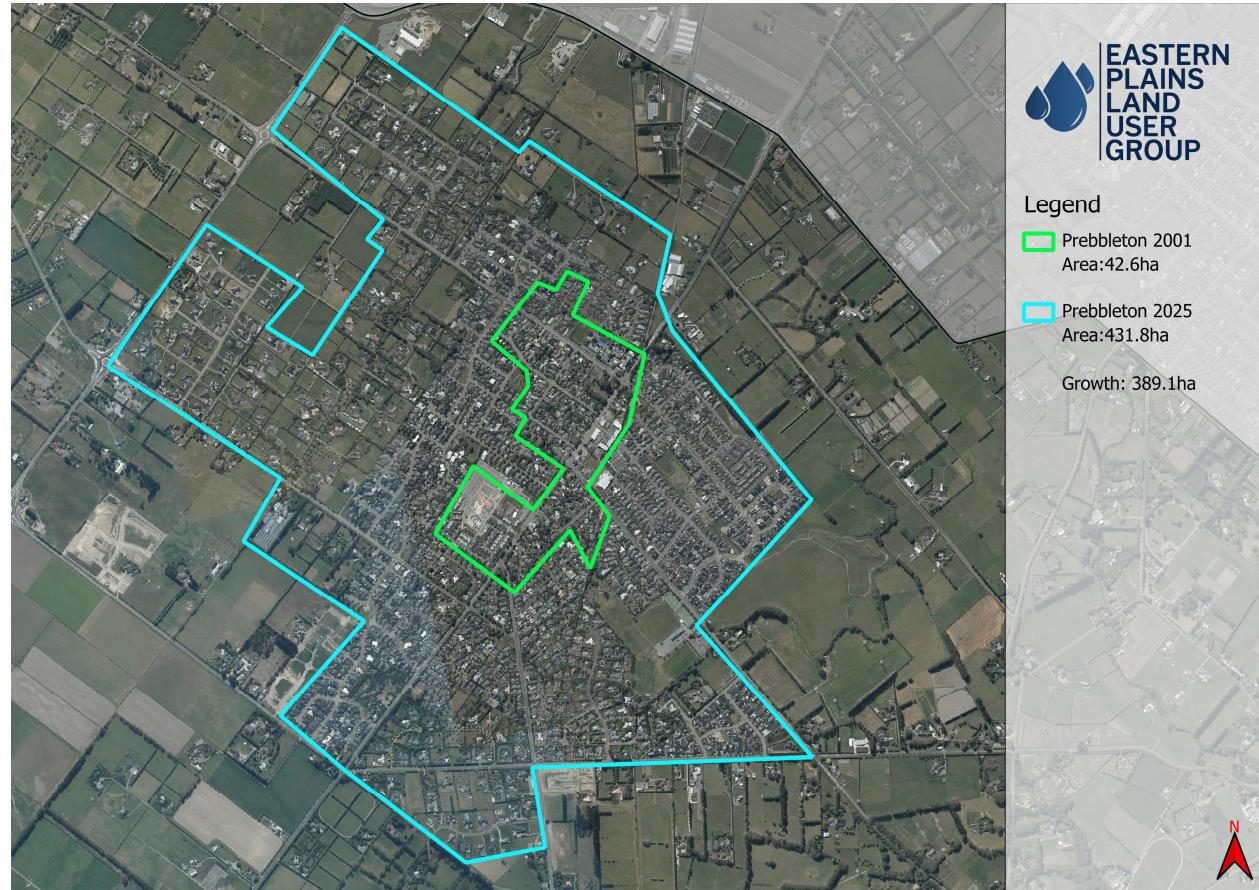 EASTERN
PLAINS
LAND
USER
GROUP
Legend
Prebbleton 2001
Area:42.6ha
Prebbleton 2025
Area:431.8ha
Growth: 389.1ha
N